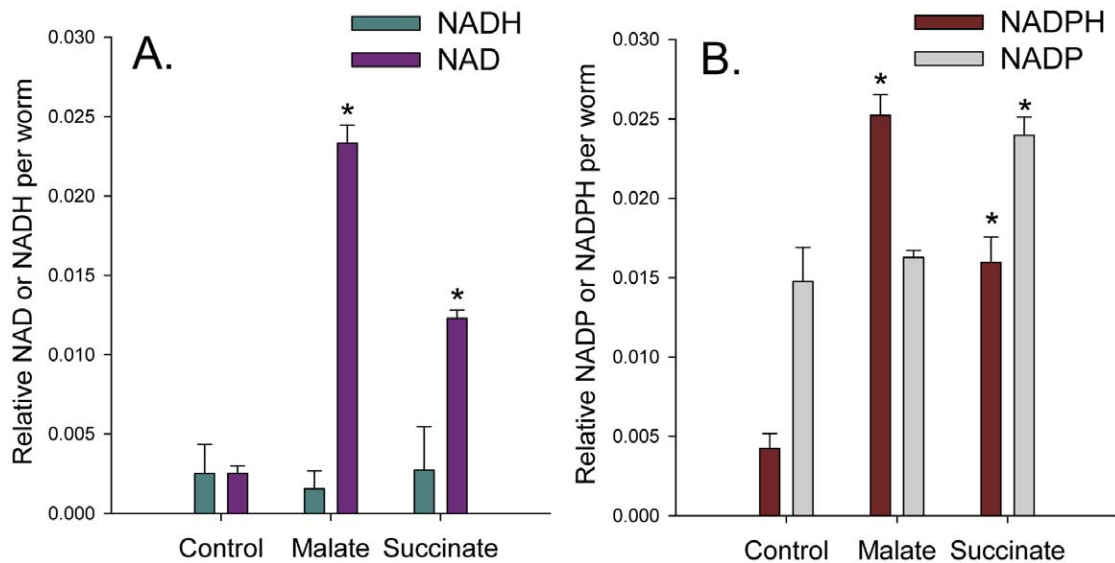 A.
NADH
NAD
Relative NAD or NADH per worm
0.030
0.025
0.020
0.015
0.010
0.005
0.000
*
*
Control Malate Succinate
B.
NADPH
NADP
Relative NADP or NADPH per worm
0.030
0.025
0.020
0.015
0.010
0.005
0.000
*
*
*
Control Malate Succinate